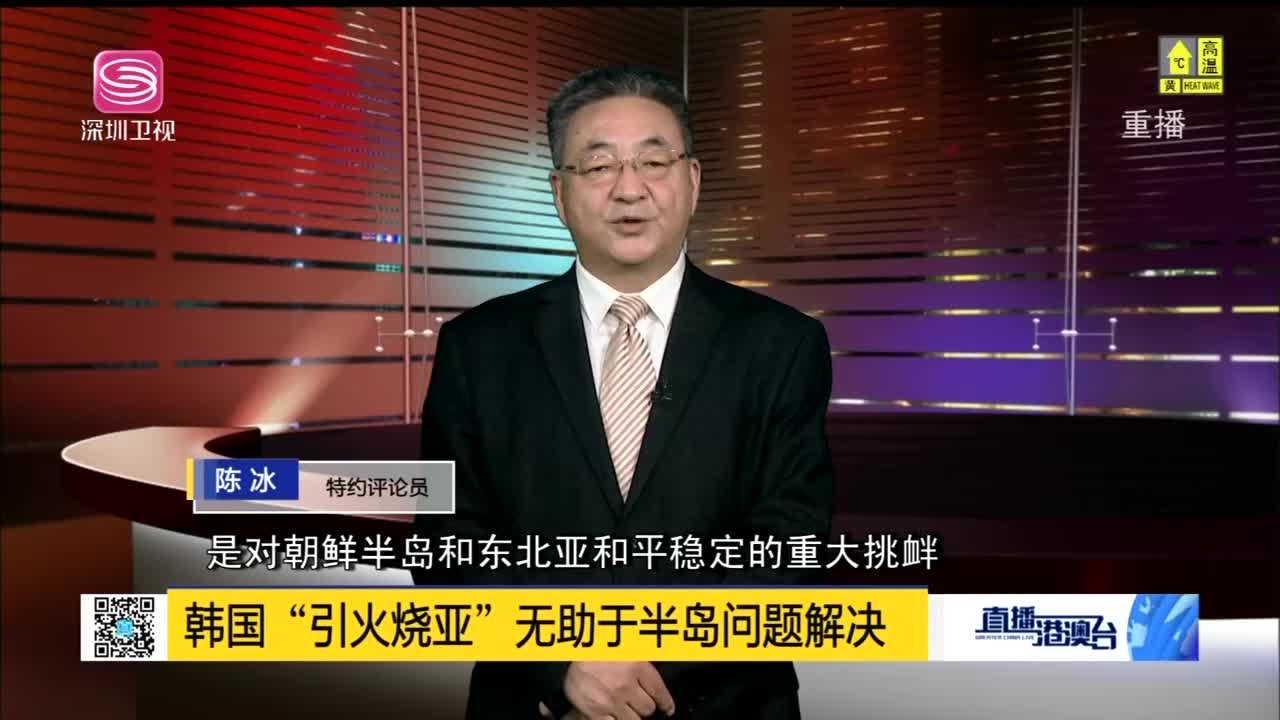 深圳卫视
℃
高温
黄
HEAT WAVE
重播
陈冰
特约评论员
是对朝鲜半岛和东北亚和平稳定的重大挑衅
韩国“引火烧亚”无助于半岛问题解决
直播港澳台
GREATER CHINA LIVE